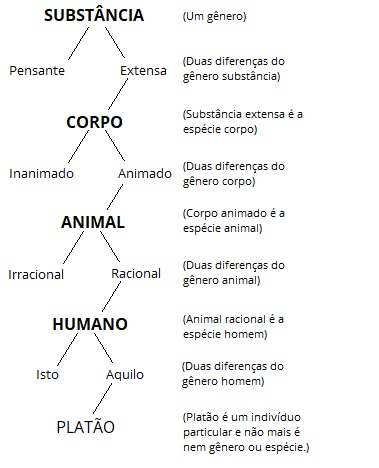 SUBSTÂNCIA
(Um gênero)
Pensante
Extensa
(Duas diferenças do
gênero substância)
CORPO
(Substância extensa é a
espécie corpo)
Inanimado
Animado
(Duas diferenças do
gênero corpo)
ANIMAL
(Corpo animado é a
espécie animal)
Irracional
Racional
(Duas diferenças do
gênero animal)
HUMANO
(Animal racional é a
espécie homem)
Isto
Aquilo
(Duas diferenças do
gênero homem)
PLATÃO
(Platão é um indivíduo
particular e não mais é
nem gênero ou espécie.)